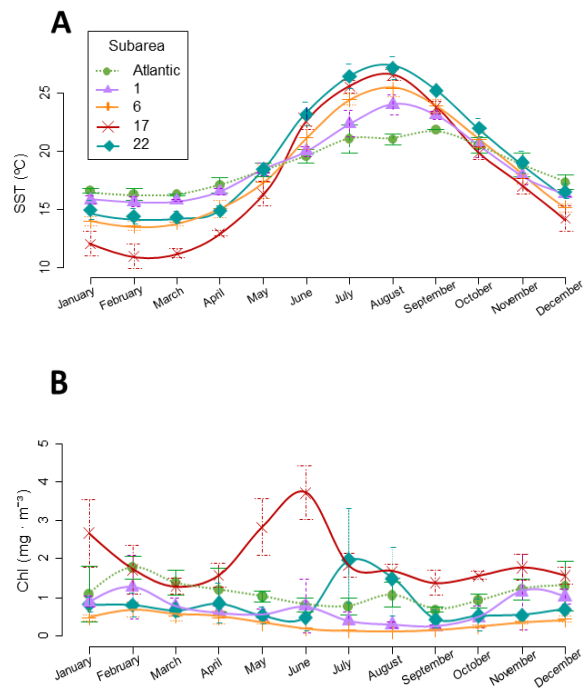 A
Subarea
Atlantic
1
6
17
22
SST (ºC)
25
20
15
10
January
February
March
April
May
June
July
August
September
October
November
December
B
Chl (mg · m⁻³)
5
4
3
2
1
0
January
February
March
April
May
June
July
August
September
October
November
December